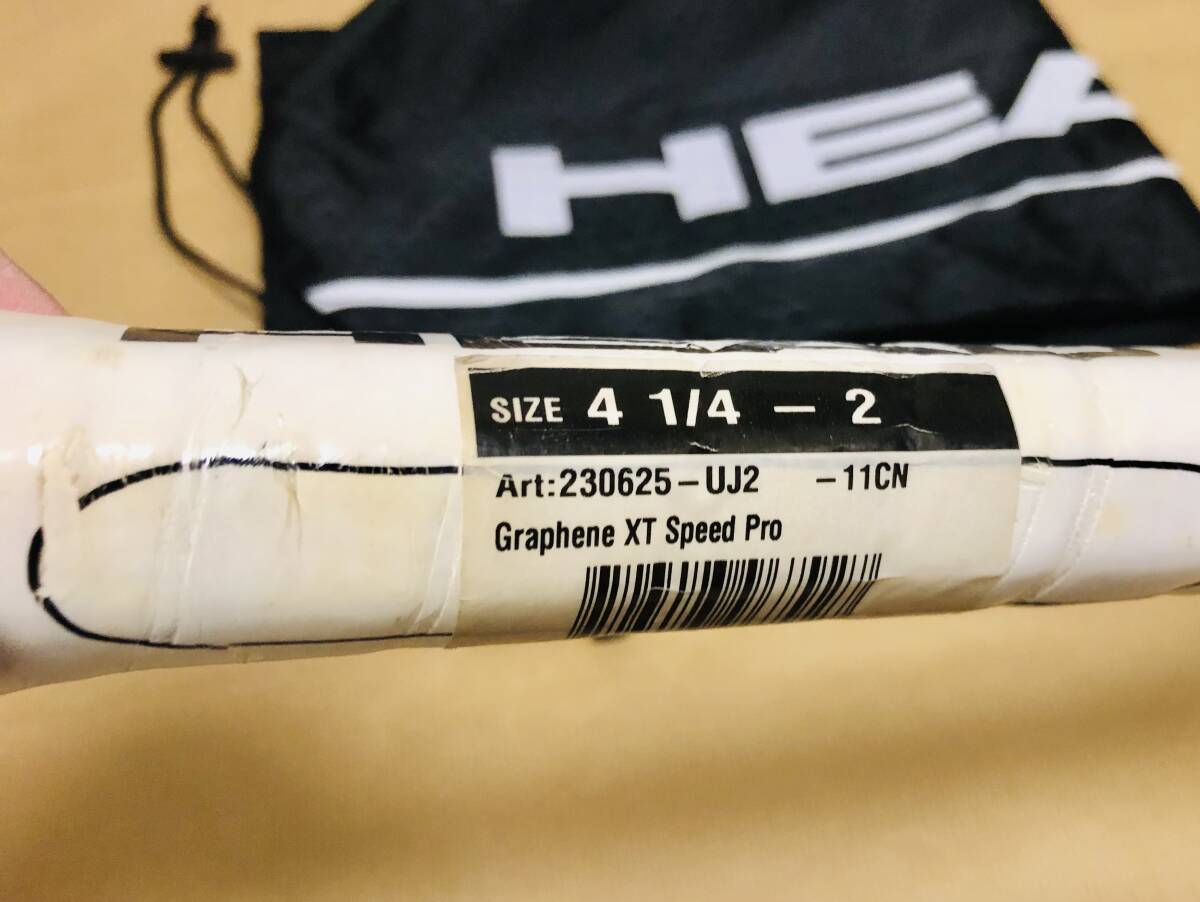 HEA
SIZE 4 1/4 – 2
Art:230625–UJ2 –11CN
Graphene XT Speed Pro